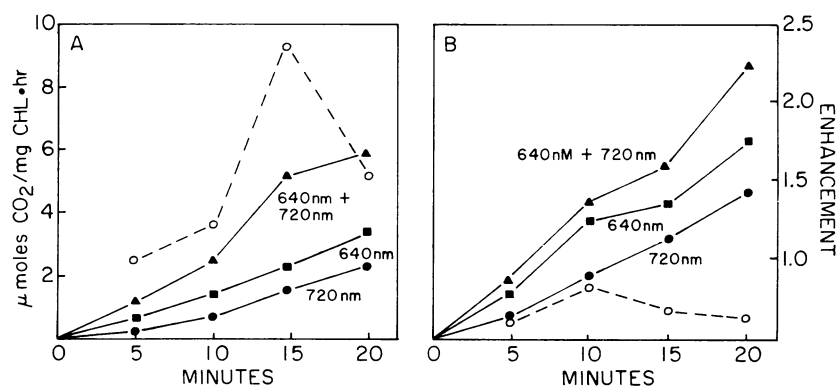 A
B
μmoles CO₂/mg CHL•hr
10
8
6
4
2
0
5
10
15
20
MINUTES
640nm +
720nm
640nm
720nm
640nM + 720nm
640nm
720nm
0
5
10
15
20
MINUTES
2.5
2.0
1.5
1.0
ENHANCEMENT